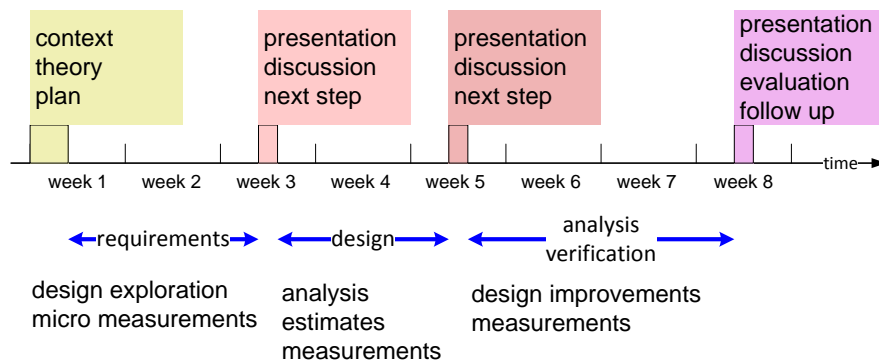 context
theory
plan
presentation
discussion
next step
presentation
discussion
next step
presentation
discussion
evaluation
follow up
time
week 1
week 2
week 3
week 4
week 5
week 6
week 7
week 8
requirements
design
analysis
verification
design exploration
micro measurements
analysis
estimates
measurements
design improvements
measurements